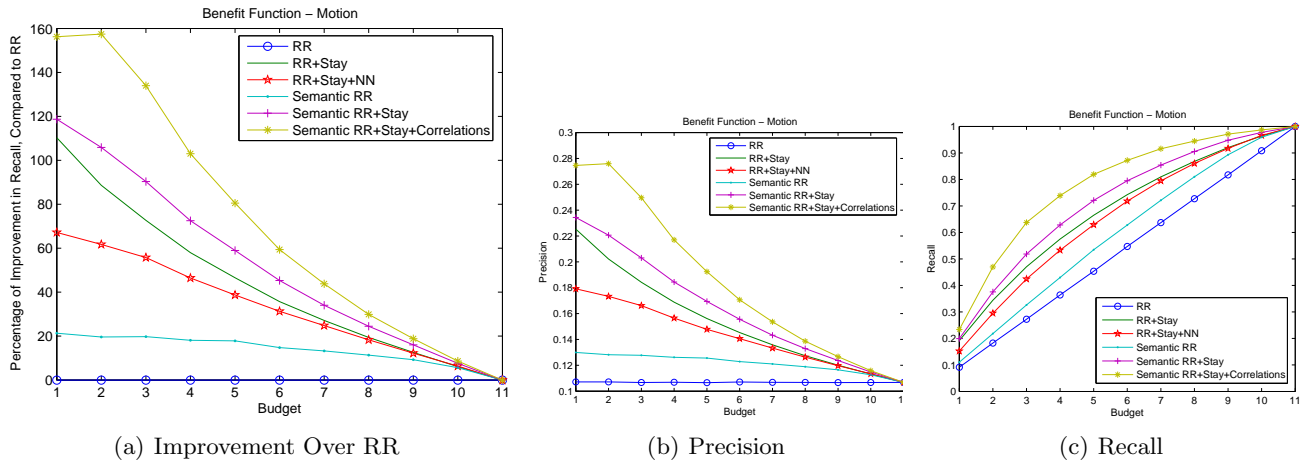 Benefit Function − Motion
160
140
120
100
80
60
40
20
0
Percentage of Improvement in Recall, Compared to RR
RR
RR+Stay
RR+Stay+NN
Semantic RR
Semantic RR+Stay
Semantic RR+Stay+Correlations
1 2 3 4 5 6 7 8 9 10 11
Budget
(a) Improvement Over RR
Benefit Function − Motion
0.3
0.28
0.26
0.24
0.22
0.2
0.18
0.16
0.14
0.12
0.1
Precision
RR
RR+Stay
RR+Stay+NN
Semantic RR
Semantic RR+Stay
Semantic RR+Stay+Correlations
1 2 3 4 5 6 7 8 9 10 1
Budget
(b) Precision
Benefit Function − Motion
1
0.9
0.8
0.7
0.6
0.5
0.4
0.3
0.2
0.1
0
Recall
RR
RR+Stay
RR+Stay+NN
Semantic RR
Semantic RR+Stay
Semantic RR+Stay+Correlations
1 2 3 4 5 6 7 8 9 10 11
Budget
(c) Recall